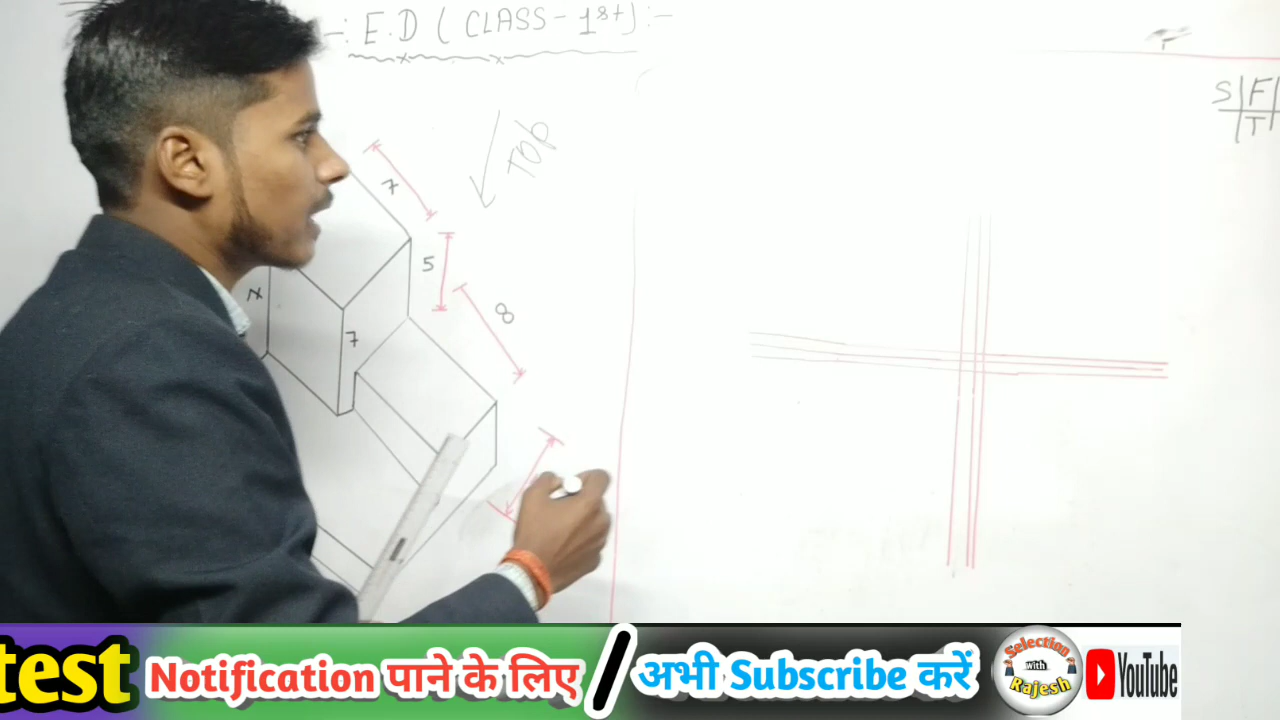 -: E.D ( CLASS - 1st) :-
S F
T
7
TOP
5
X
7
8
test Notification पाने के लिए / अभी Subscribe करें
Selection
with
Rajesh
YouTube